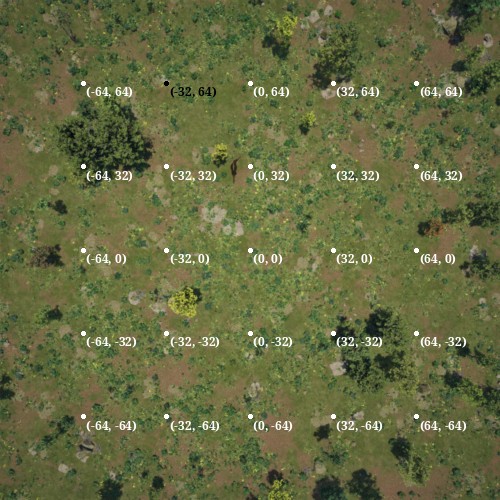 (-64, 64) (-32, 64) (0, 64) (32, 64) (64, 64)
(-64, 32) (-32, 32) (0, 32) (32, 32) (64, 32)
(-64, 0) (-32, 0) (0, 0) (32, 0) (64, 0)
(-64, -32) (-32, -32) (0, -32) (32, -32) (64, -32)
(-64, -64) (-32, -64) (0, -64) (32, -64) (64, -64)